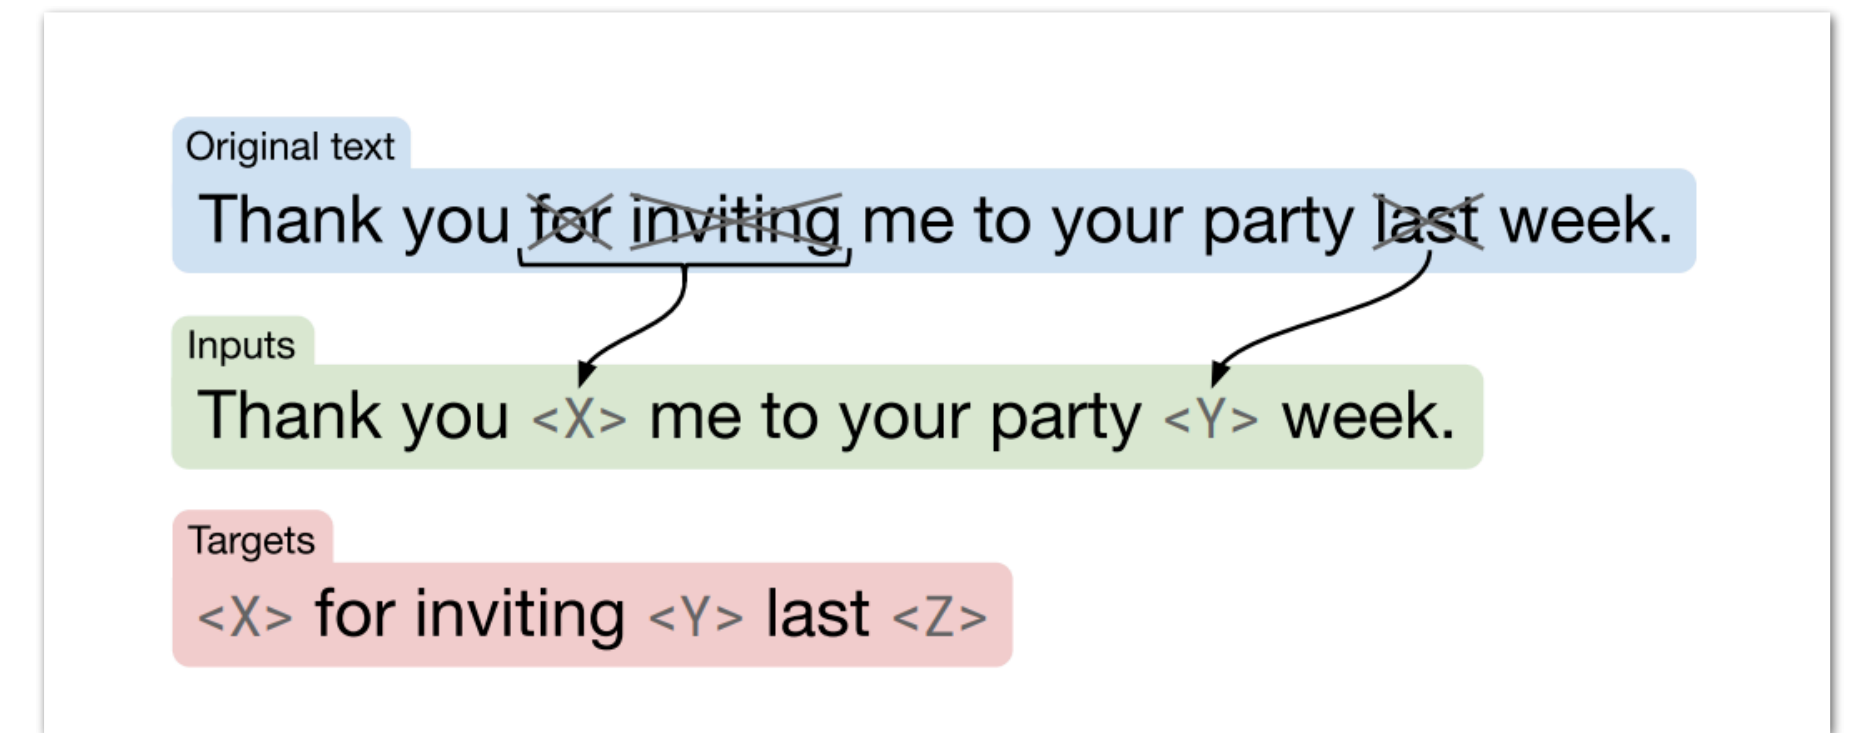 Original text
Thank you for inviting me to your party last week.
Inputs
Thank you <X> me to your party <Y> week.
Targets
<X> for inviting <Y> last <Z>